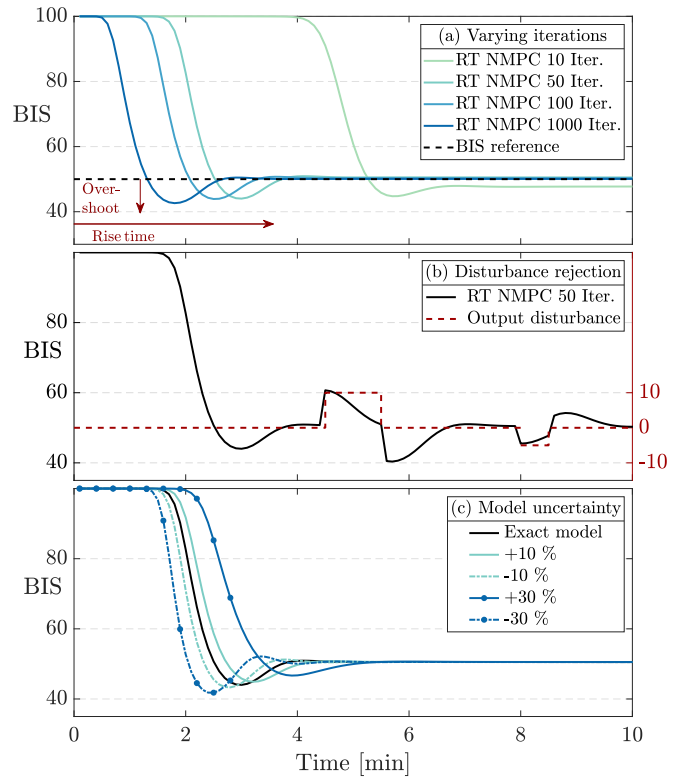 100
80
60
40
BIS
(a) Varying iterations
RT NMPC 10 Iter.
RT NMPC 50 Iter.
RT NMPC 100 Iter.
RT NMPC 1000 Iter.
BIS reference
Over-
shoot
Rise time
80
60
40
BIS
(b) Disturbance rejection
RT NMPC 50 Iter.
Output disturbance
10
0
-10
80
60
40
BIS
(c) Model uncertainty
Exact model
+10 %
-10 %
+30 %
-30 %
0
2
4
6
8
10
Time [min]